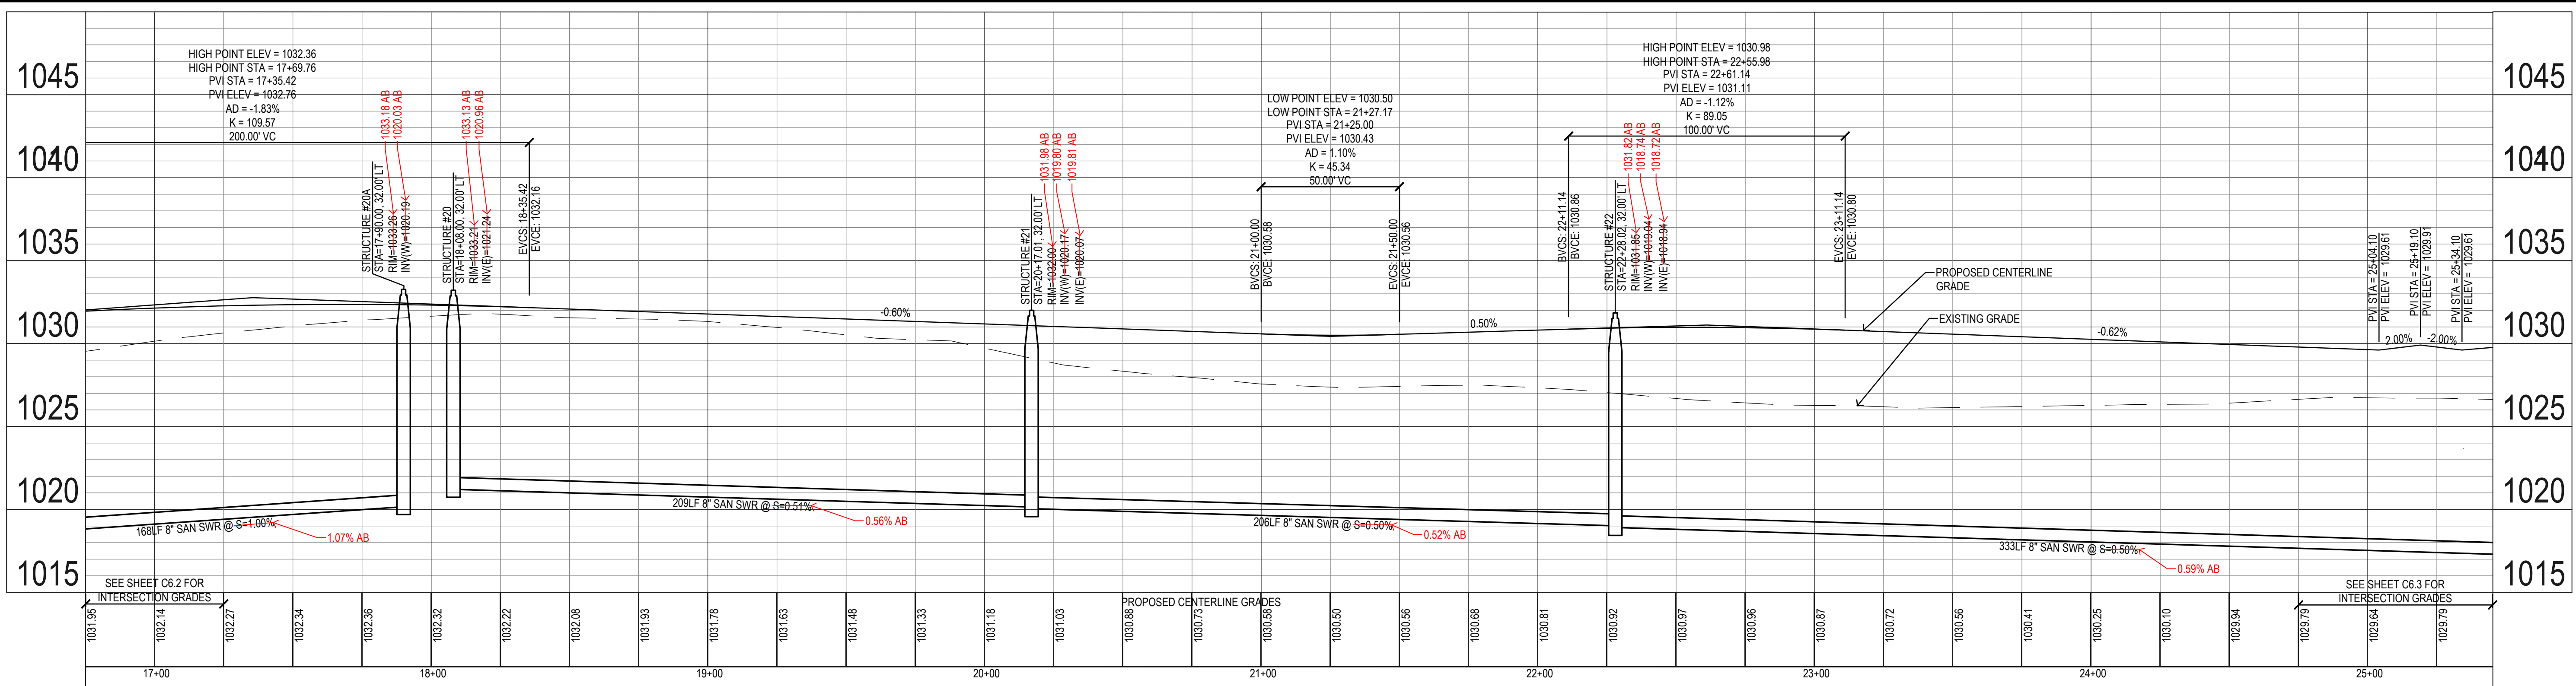 HIGH POINT ELEV = 1032.36
HIGH POINT STA = 17+69.76
PVI STA = 17+35.42
PVI ELEV = 1032.76
AD = -1.83%
K = 109.57
200.00' VC
1033.18 AB
1020.03 AB
1033.13 AB
1020.96 AB
STRUCTURE #20A
STA=17+90.00, 32.00' LT
RIM=1033.26
INV(W)=1020.19
STRUCTURE #20
STA=18+08.00, 32.00' LT
RIM=1033.21
INV(E)=1021.24
EVCS: 18+35.42
EVCE: 1032.16
1031.98 AB
1019.80 AB
1019.81 AB
STRUCTURE #21
STA=20+17.01, 32.00' LT
RIM=1032.00
INV(W)=1020.17
INV(E)=1020.07
LOW POINT ELEV = 1030.50
LOW POINT STA = 21+27.17
PVI STA = 21+25.00
PVI ELEV = 1030.43
AD = 1.10%
K = 45.34
50.00' VC
BVCS: 21+00.00
BVCE: 1030.58
EVCS: 21+50.00
EVCE: 1030.56
HIGH POINT ELEV = 1030.98
HIGH POINT STA = 22+55.98
PVI STA = 22+61.14
PVI ELEV = 1031.11
AD = -1.12%
K = 89.05
100.00' VC
BVCS: 22+11.14
BVCE: 1030.86
1031.82 AB
1018.74 AB
1018.72 AB
STRUCTURE #22
STA=22+28.02, 32.00' LT
RIM=1031.85
INV(W)=1019.04
INV(E)=1018.94
EVCS: 23+11.14
EVCE: 1030.80
PROPOSED CENTERLINE
GRADE
EXISTING GRADE
PVI STA = 25+04.10
PVI ELEV = 1029.61
PVI STA = 25+19.10
PVI ELEV = 1029.91
PVI STA = 25+34.10
PVI ELEV = 1029.61
1045
1040
1035
1030
1025
1020
1015
1045
1040
1035
1030
1025
1020
1015
-0.60%
0.50%
-0.62%
2.00%
-2.00%
168LF 8" SAN SWR @ S=1.00%
1.07% AB
209LF 8" SAN SWR @ S=0.51%
0.56% AB
206LF 8" SAN SWR @ S=0.50%
0.52% AB
333LF 8" SAN SWR @ S=0.50%
0.59% AB
SEE SHEET C6.2 FOR
INTERSECTION GRADES
PROPOSED CENTERLINE GRADES
SEE SHEET C6.3 FOR
INTERSECTION GRADES
1031.95
1032.14
1032.27
1032.34
1032.36
1032.32
1032.22
1032.08
1031.93
1031.78
1031.63
1031.48
1031.33
1031.18
1031.03
1030.88
1030.73
1030.58
1030.50
1030.56
1030.68
1030.81
1030.92
1030.97
1030.96
1030.87
1030.72
1030.56
1030.41
1030.25
1030.10
1029.94
1029.79
1029.64
1029.79
17+00
18+00
19+00
20+00
21+00
22+00
23+00
24+00
25+00